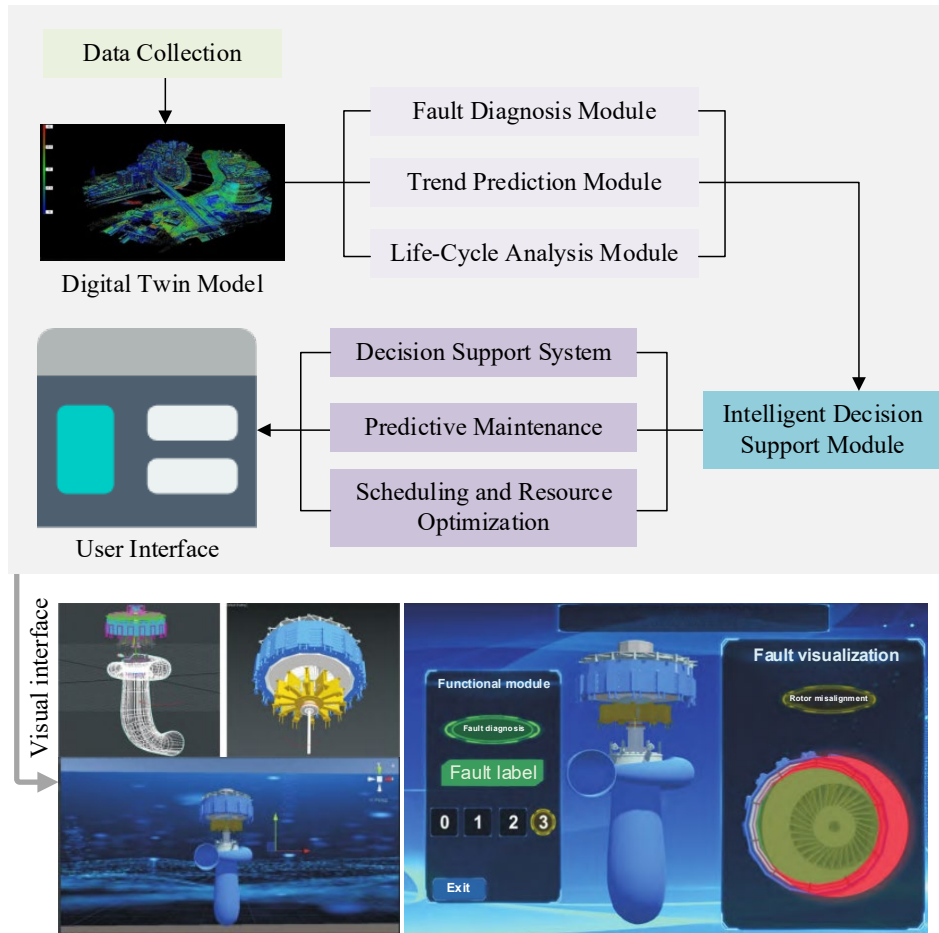 Data Collection
Fault Diagnosis Module
Trend Prediction Module
Life-Cycle Analysis Module
Digital Twin Model
Decision Support System
Predictive Maintenance
Scheduling and Resource
Optimization
Intelligent Decision
Support Module
User Interface
Visual interface
Functional module
Fault diagnosis
Fault label
0 1 2 3
Exit
Fault visualization
Rotor misalignment